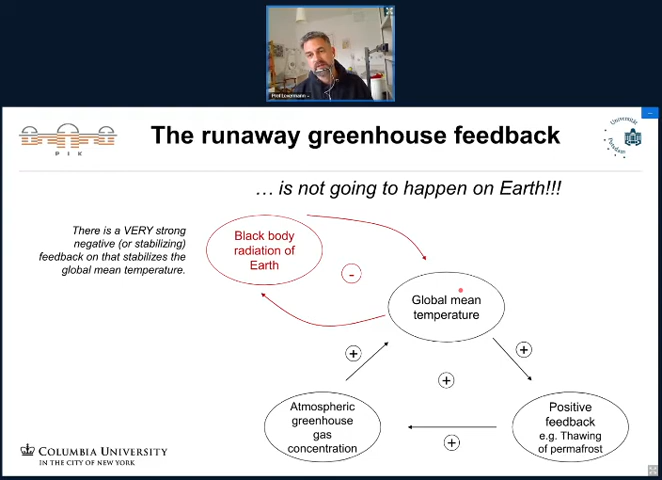 Prof Levermann -
The runaway greenhouse feedback
P I K
… is not going to happen on Earth!!!
There is a VERY strong
negative (or stabilizing)
feedback on that stabilizes the
global mean temperature.
Black body
radiation of
Earth
-
Global mean
temperature
+
+
+
Atmospheric
greenhouse
gas
concentration
+
Positive
feedback
e.g. Thawing
of permafrost
COLUMBIA UNIVERSITY
IN THE CITY OF NEW YORK